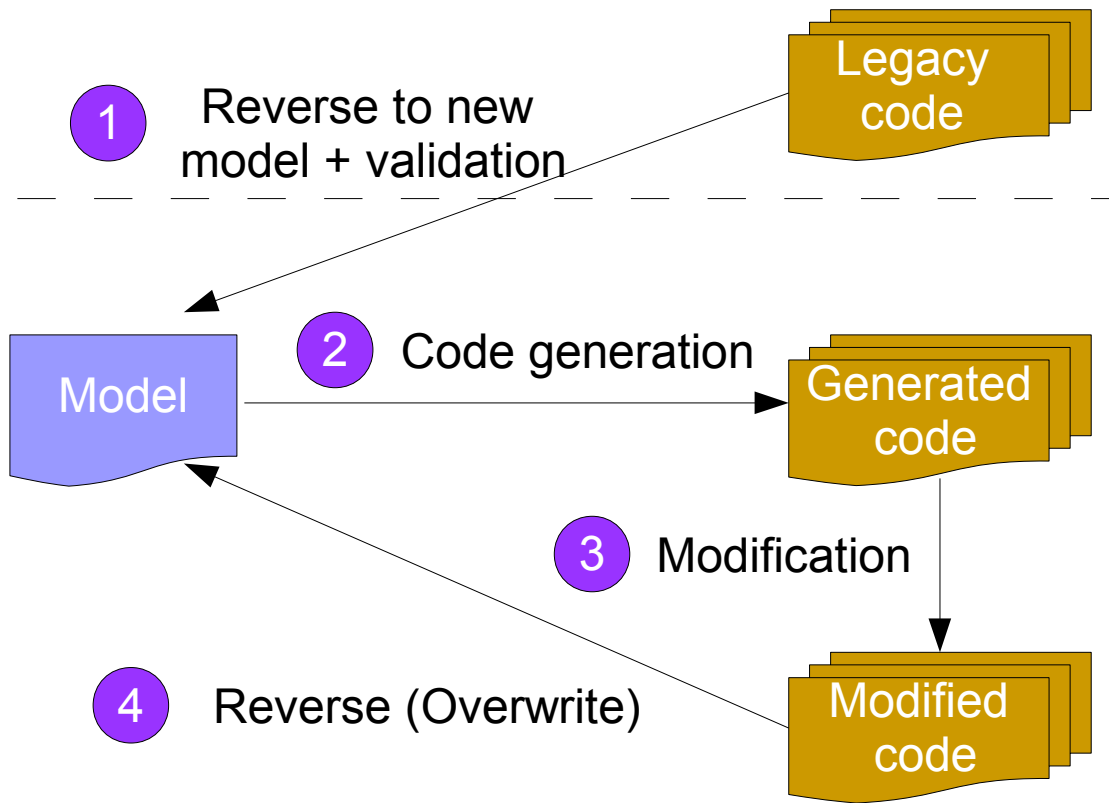 Legacy
code
1
Reverse to new
model + validation
2
Code generation
Model
Generated
code
3
Modification
4
Reverse (Overwrite)
Modified
code